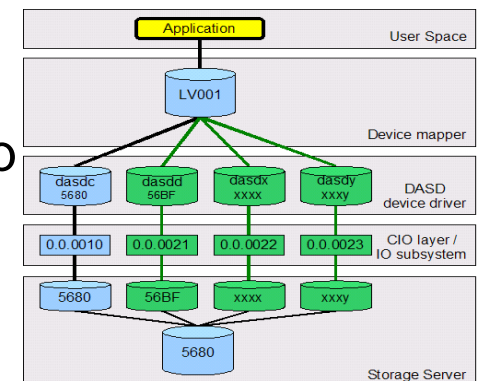 Application
User Space
LV001
Device mapper
dasdc dasdd dasdx dasdy
5680 56BF xxxx xxxy
DASD
device driver
0.0.0010 0.0.0021 0.0.0022 0.0.0023
CIO layer /
IO subsystem
5680 56BF xxxx xxxy
5680
Storage Server